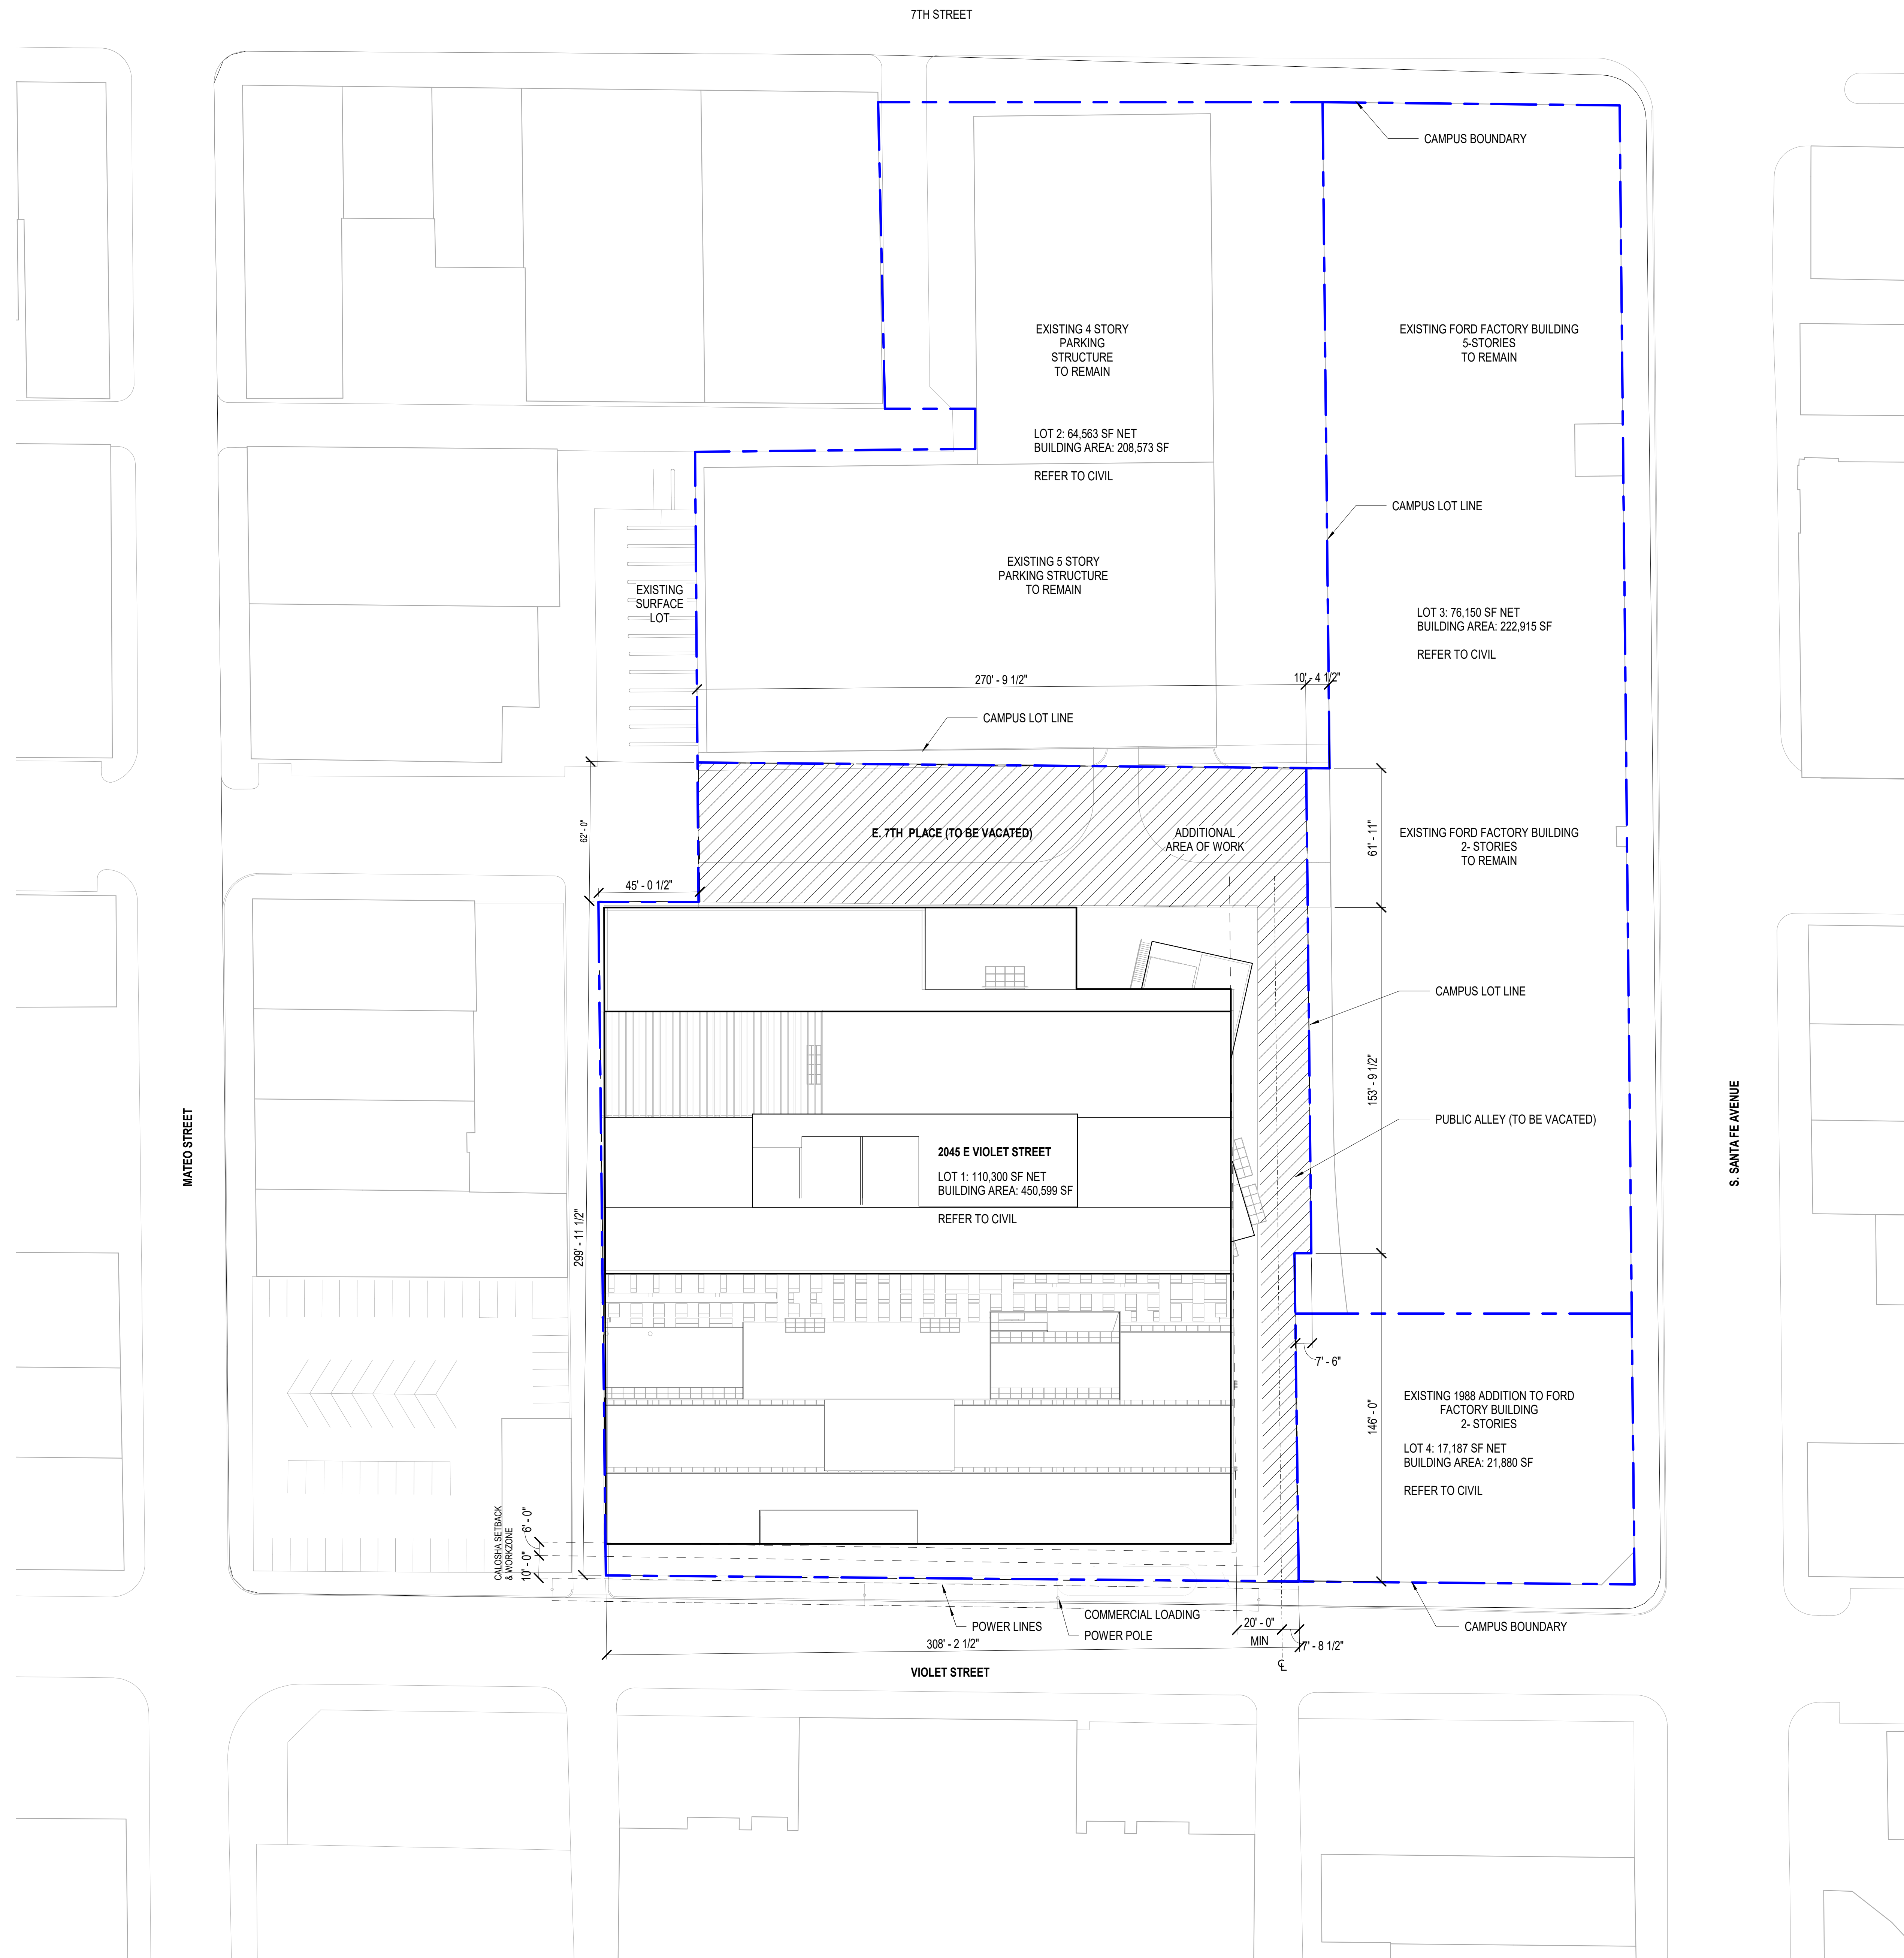 7TH STREET
CAMPUS BOUNDARY
EXISTING 4 STORY
PARKING
STRUCTURE
TO REMAIN
EXISTING FORD FACTORY BUILDING
5-STORIES
TO REMAIN
LOT 2: 64,563 SF NET
BUILDING AREA: 208,573 SF
REFER TO CIVIL
CAMPUS LOT LINE
EXISTING 5 STORY
PARKING STRUCTURE
TO REMAIN
EXISTING
SURFACE
LOT
LOT 3: 76,150 SF NET
BUILDING AREA: 222,915 SF
REFER TO CIVIL
270' - 9 1/2"
10' - 4 1/2"
CAMPUS LOT LINE
62' - 0"
E. 7TH PLACE (TO BE VACATED)
ADDITIONAL
AREA OF WORK
61' - 11"
EXISTING FORD FACTORY BUILDING
2- STORIES
TO REMAIN
45' - 0 1/2"
CAMPUS LOT LINE
153' - 9 1/2"
PUBLIC ALLEY (TO BE VACATED)
MATEO STREET
S. SANTA FE AVENUE
2045 E VIOLET STREET
LOT 1: 110,300 SF NET
BUILDING AREA: 450,599 SF
REFER TO CIVIL
299' - 11 1/2"
7' - 6"
146' - 0"
EXISTING 1988 ADDITION TO FORD
FACTORY BUILDING
2- STORIES
LOT 4: 17,187 SF NET
BUILDING AREA: 21,880 SF
REFER TO CIVIL
CALOSHA SETBACK
& WORKZONE
6' - 0"
10' - 0"
POWER LINES
COMMERCIAL LOADING
POWER POLE
20' - 0"
MIN
7' - 8 1/2"
CAMPUS BOUNDARY
308' - 2 1/2"
VIOLET STREET